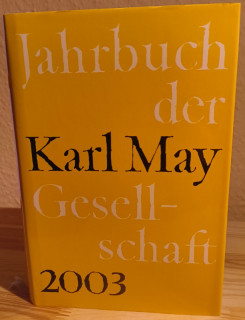 Jahrbuch
der
Karl May
Gesell-
schaft
2003